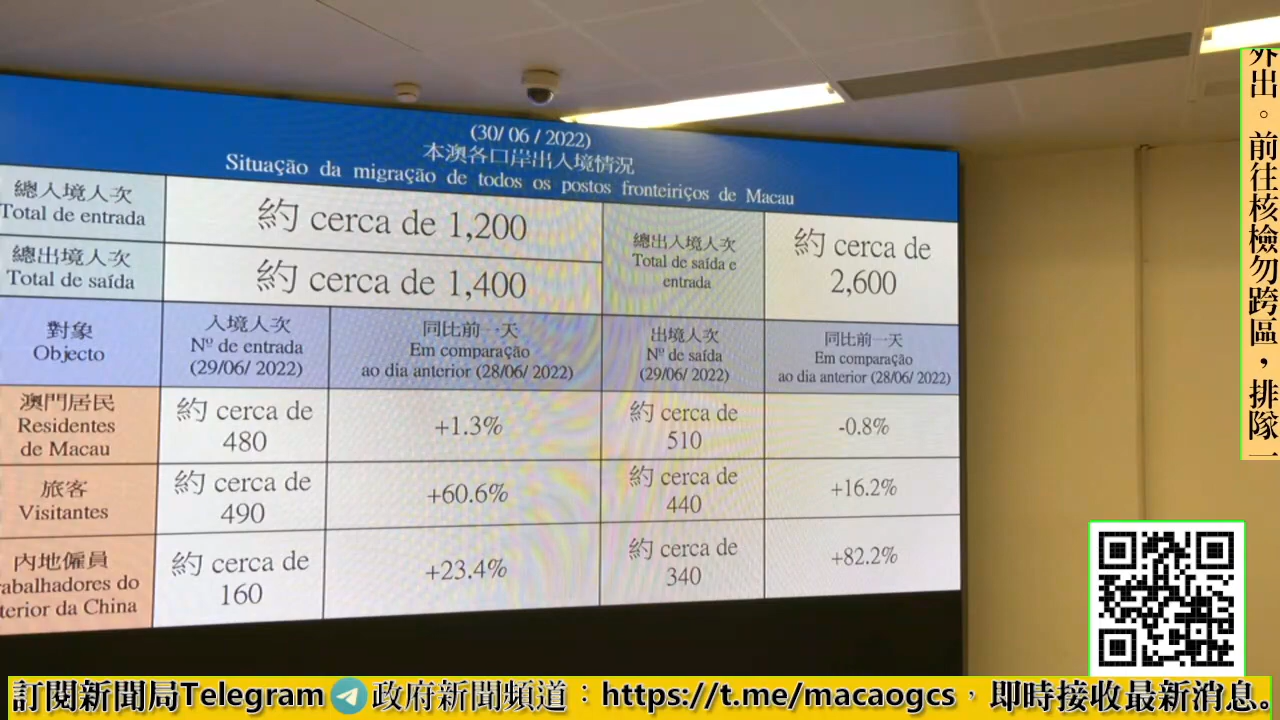 (30/ 06 / 2022)
本澳各口岸出入境情況
Situação da migração de todos os postos fronteiriços de Macau
總入境人次
Total de entrada
約 cerca de 1,200
總出境人次
Total de saída
約 cerca de 1,400
總出入境人次
Total de saída e
entrada
約 cerca de
2,600
對象
Objecto
入境人次
Nº de entrada
(29/06/ 2022)
同比前一天
Em comparação
ao dia anterior (28/06/ 2022)
出境人次
Nº de saída
(29/06/ 2022)
同比前一天
Em comparação
ao dia anterior (28/06/ 2022)
澳門居民
Residentes
de Macau
約 cerca de
480
+1.3%
約 cerca de
510
-0.8%
旅客
Visitantes
約 cerca de
490
+60.6%
約 cerca de
440
+16.2%
內地僱員
abalhadores do
terior da China
約 cerca de
160
+23.4%
約 cerca de
340
+82.2%
外出。前往核檢勿跨區，排隊一
訂閱新聞局Telegram 政府新聞頻道：https://t.me/macaogcs，即時接收最新消息。